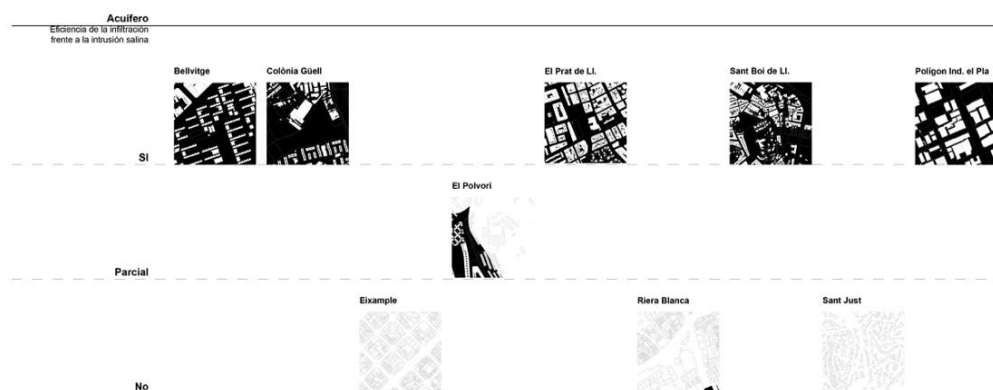 Acuífero
Eficiencia de la infiltración
frente a la intrusión salina
Bellvitge
Colònia Güell
El Prat de Ll.
Sant Boi de Ll.
Polígon Ind. el Pla
SI
El Polvorí
Parcial
Eixample
Riera Blanca
Sant Just
No